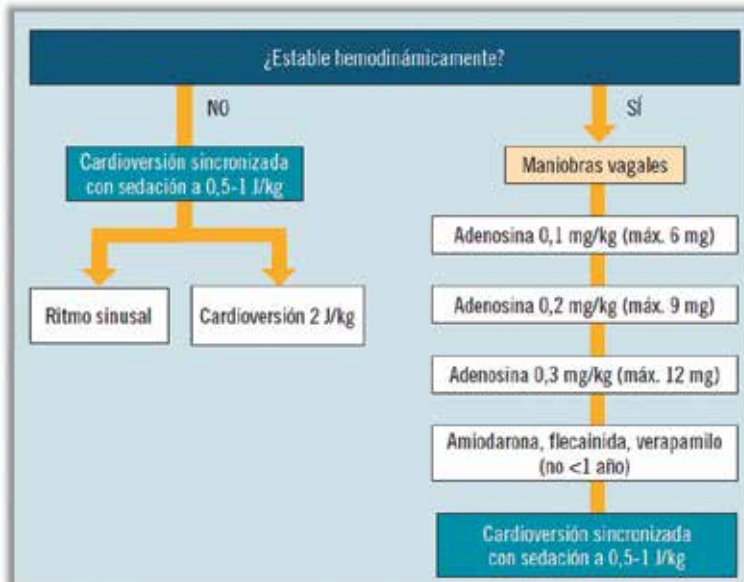 ¿Estable hemodinámicamente?
NO
SÍ
Cardioversión sincronizada
con sedación a 0,5-1 J/kg
Ritmo sinusal
Cardioversión 2 J/kg
Maniobras vagales
Adenosina 0,1 mg/kg (máx. 6 mg)
Adenosina 0,2 mg/kg (máx. 9 mg)
Adenosina 0,3 mg/kg (máx. 12 mg)
Amiodarona, flecainida, verapamilo
(no <1 año)
Cardioversión sincronizada
con sedación a 0,5-1 J/kg